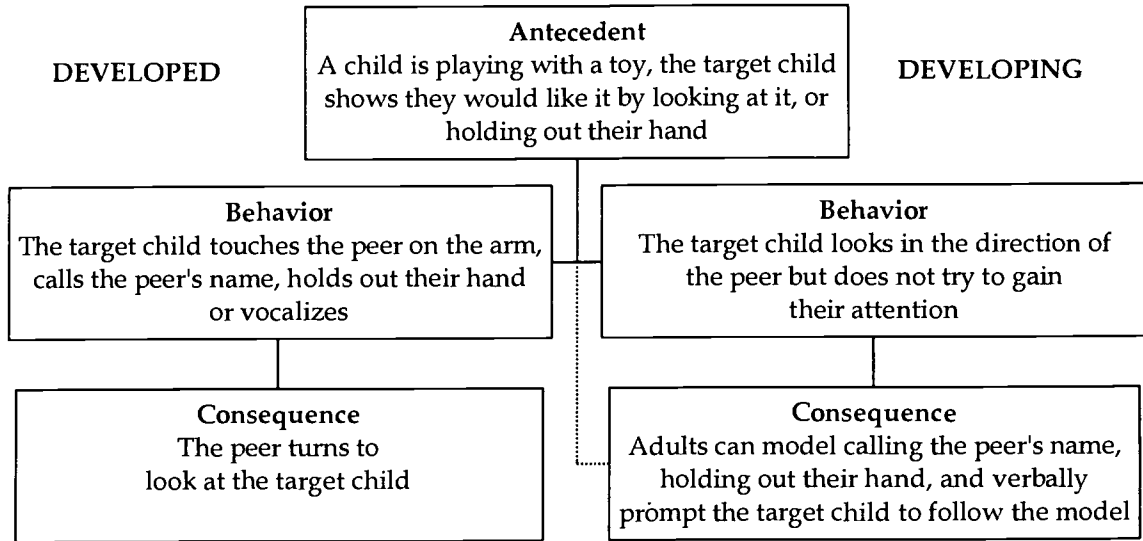 Antecedent
DEVELOPED
A child is playing with a toy, the target child
shows they would like it by looking at it, or
holding out their hand
DEVELOPING
Behavior
The target child touches the peer on the arm,
calls the peer's name, holds out their hand
or vocalizes
Behavior
The target child looks in the direction of
the peer but does not try to gain
their attention
Consequence
The peer turns to
look at the target child
Consequence
Adults can model calling the peer's name,
holding out their hand, and verbally
prompt the target child to follow the model